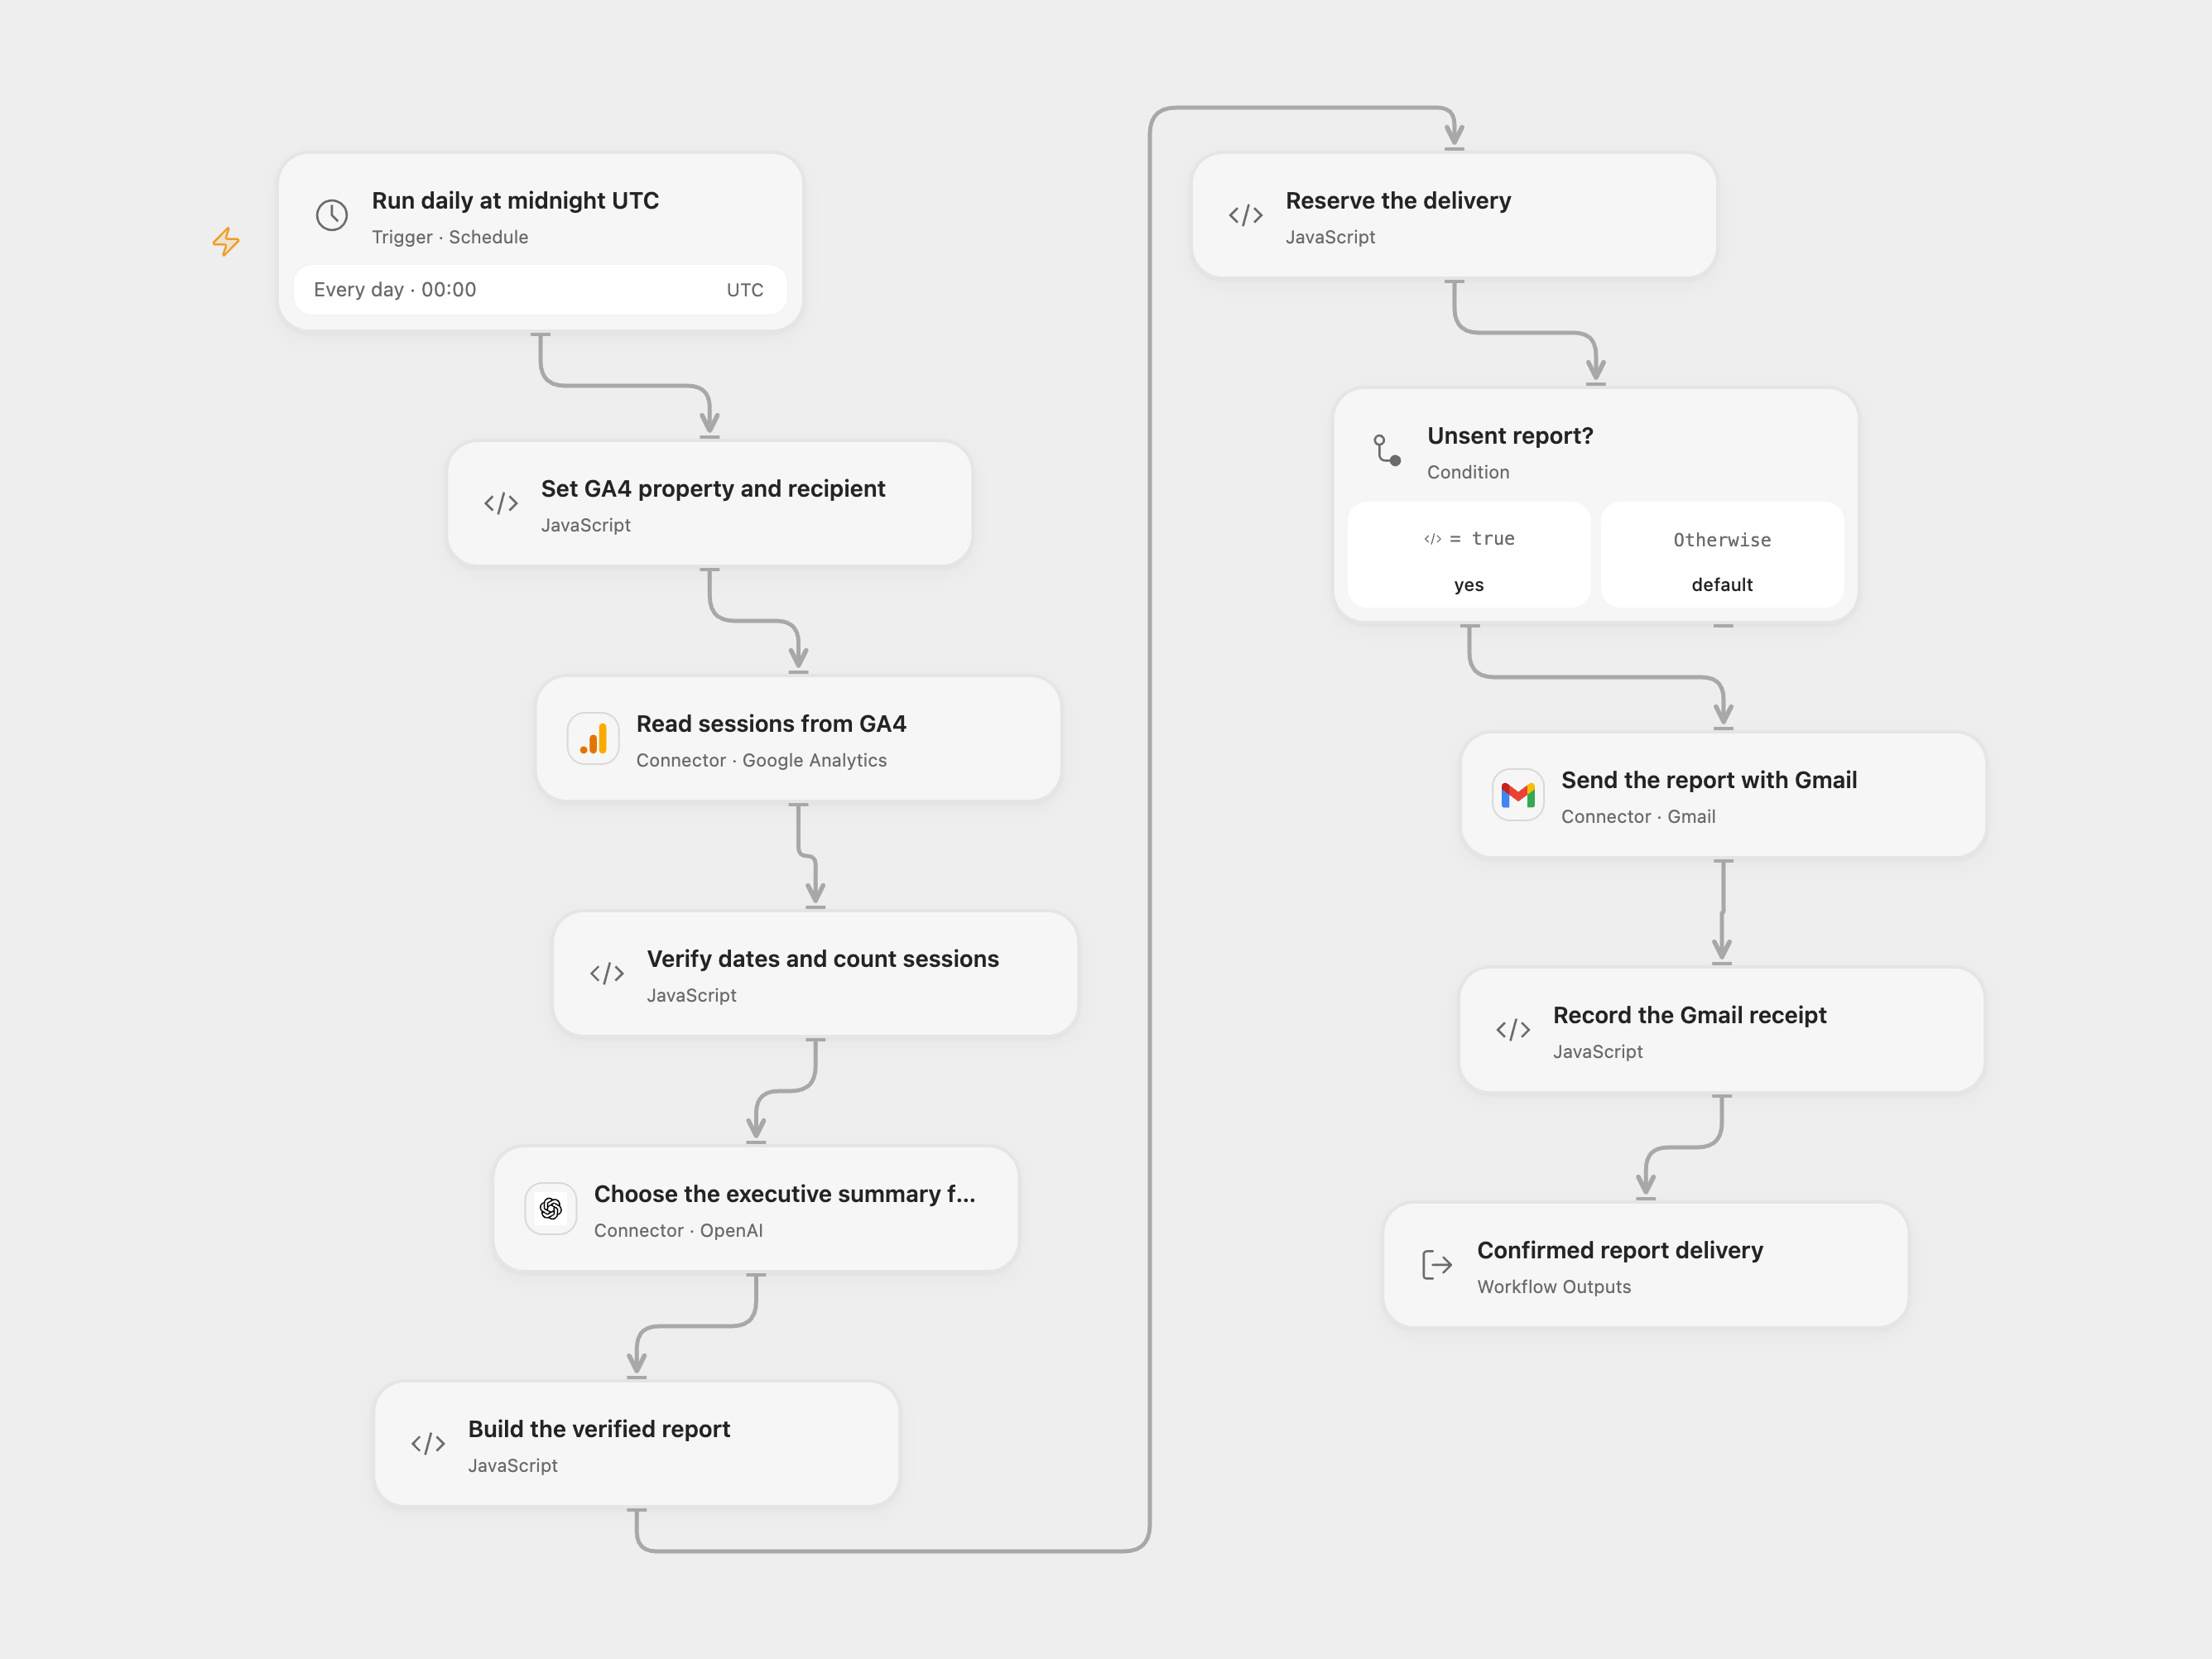 Run daily at midnight UTC
Trigger · Schedule
Every day · 00:00 UTC
Set GA4 property and recipient
JavaScript
Read sessions from GA4
Connector · Google Analytics
Verify dates and count sessions
JavaScript
Choose the executive summary f...
Connector · OpenAI
Build the verified report
JavaScript
Reserve the delivery
JavaScript
Unsent report?
Condition
</> = true
yes
Otherwise
default
Send the report with Gmail
Connector · Gmail
Record the Gmail receipt
JavaScript
Confirmed report delivery
Workflow Outputs